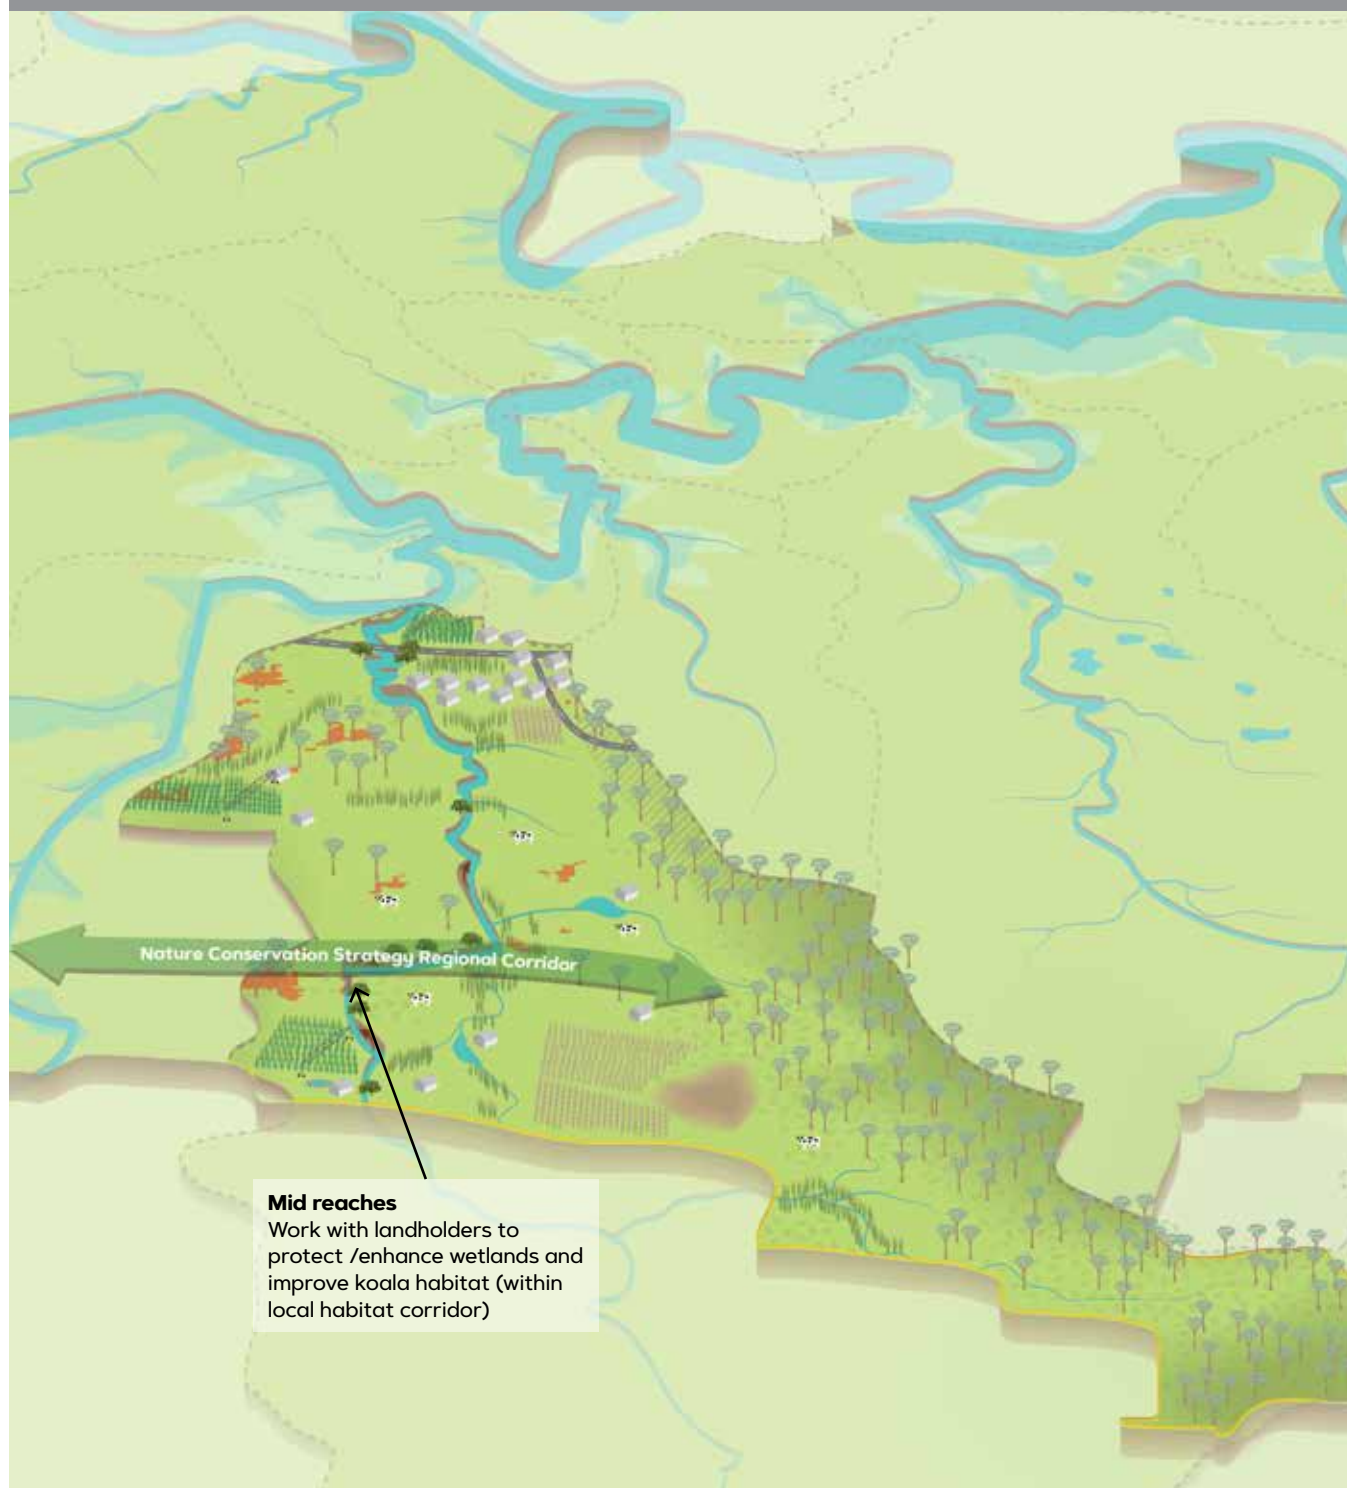 Nature Conservation Strategy Regional Corridor
Mid reaches
Work with landholders to
protect /enhance wetlands and
improve koala habitat (within
local habitat corridor)